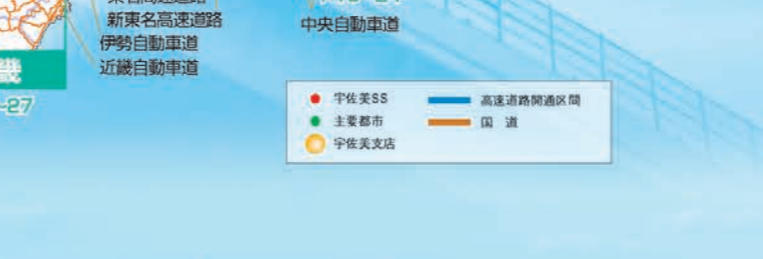 新東名高速道路
伊勢自動車道
近畿自動車道
畿
-27
中央自動車道
宇佐美SS
主要都市
宇佐美支店
高速道路開通区間
国 道